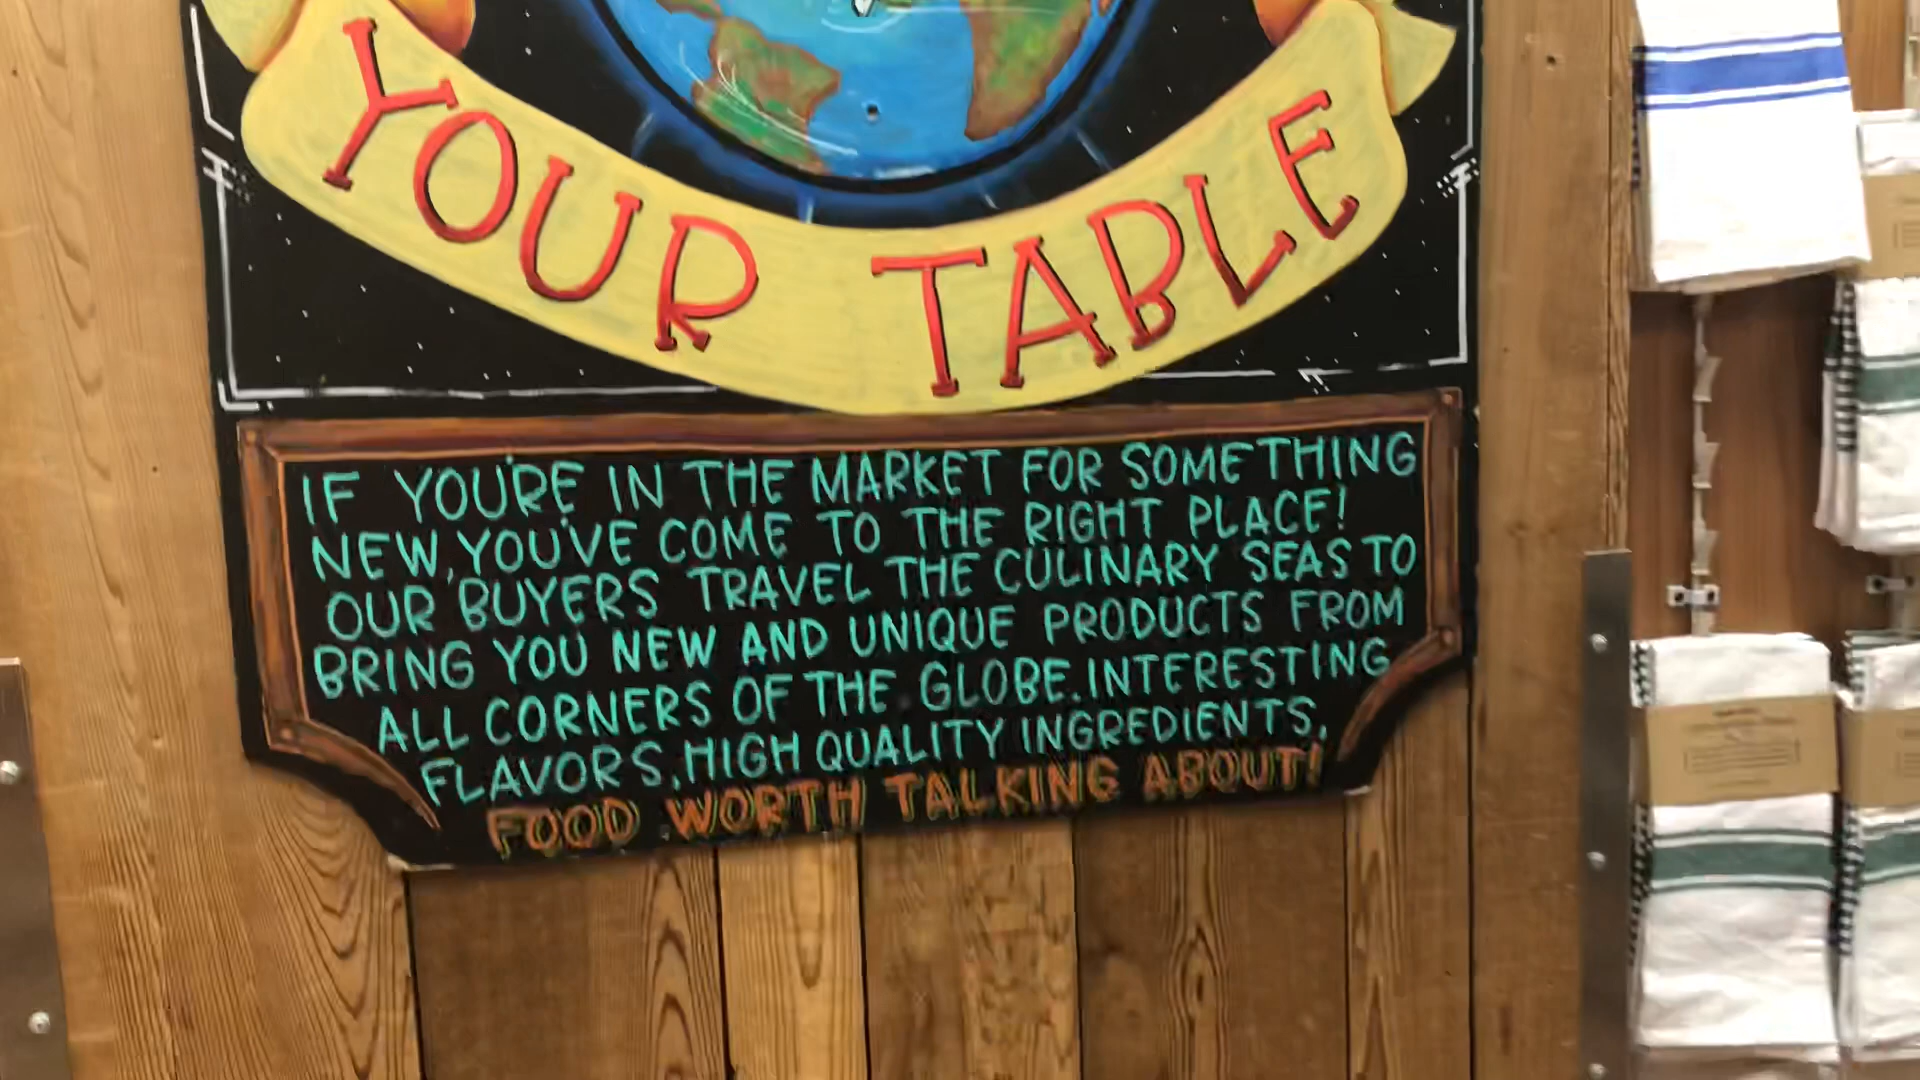 YOUR TABLE
IF YOU'RE IN THE MARKET FOR SOMETHING
NEW, YOU'VE COME TO THE RIGHT PLACE!
OUR BUYERS TRAVEL THE CULINARY SEAS TO
BRING YOU NEW AND UNIQUE PRODUCTS FROM
ALL CORNERS OF THE GLOBE. INTERESTING
FLAVORS, HIGH QUALITY INGREDIENTS,
FOOD WORTH TALKING ABOUT!